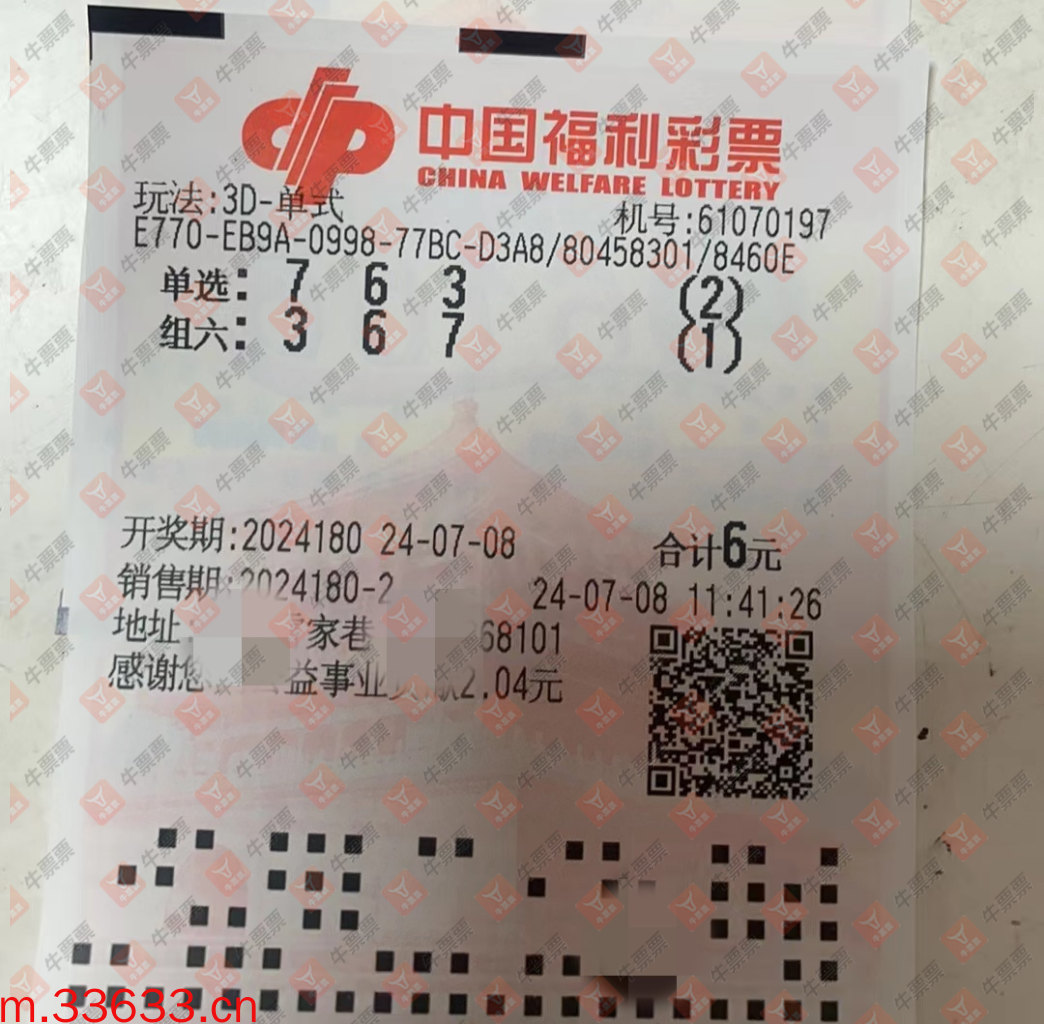 中国福利彩票
CHINA WELFARE LOTTERY
玩法:3D-单式
机号:61070197
E770-EB9A-0998-77BC-D3A8/80458301/8460E
单选: 7 6 3 (2)
组六: 3 6 7 (1)
开奖期:2024180 24-07-08 合计6元
销售期:2024180-2 24-07-08 11:41:26
地址 家巷 68101
感谢您 益事业 2.04元
m.33633.cn
牛票票